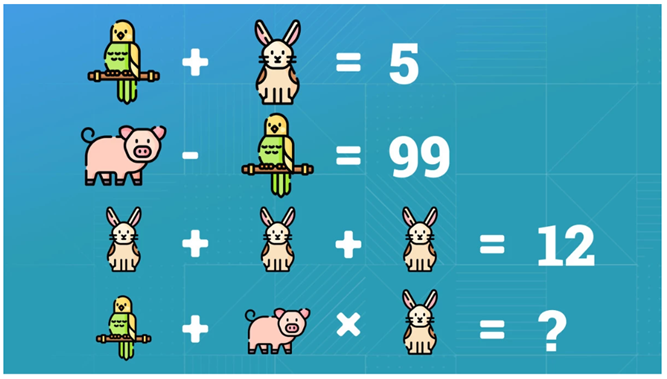 + = 5
- = 99
+ + = 12
+ × = ?